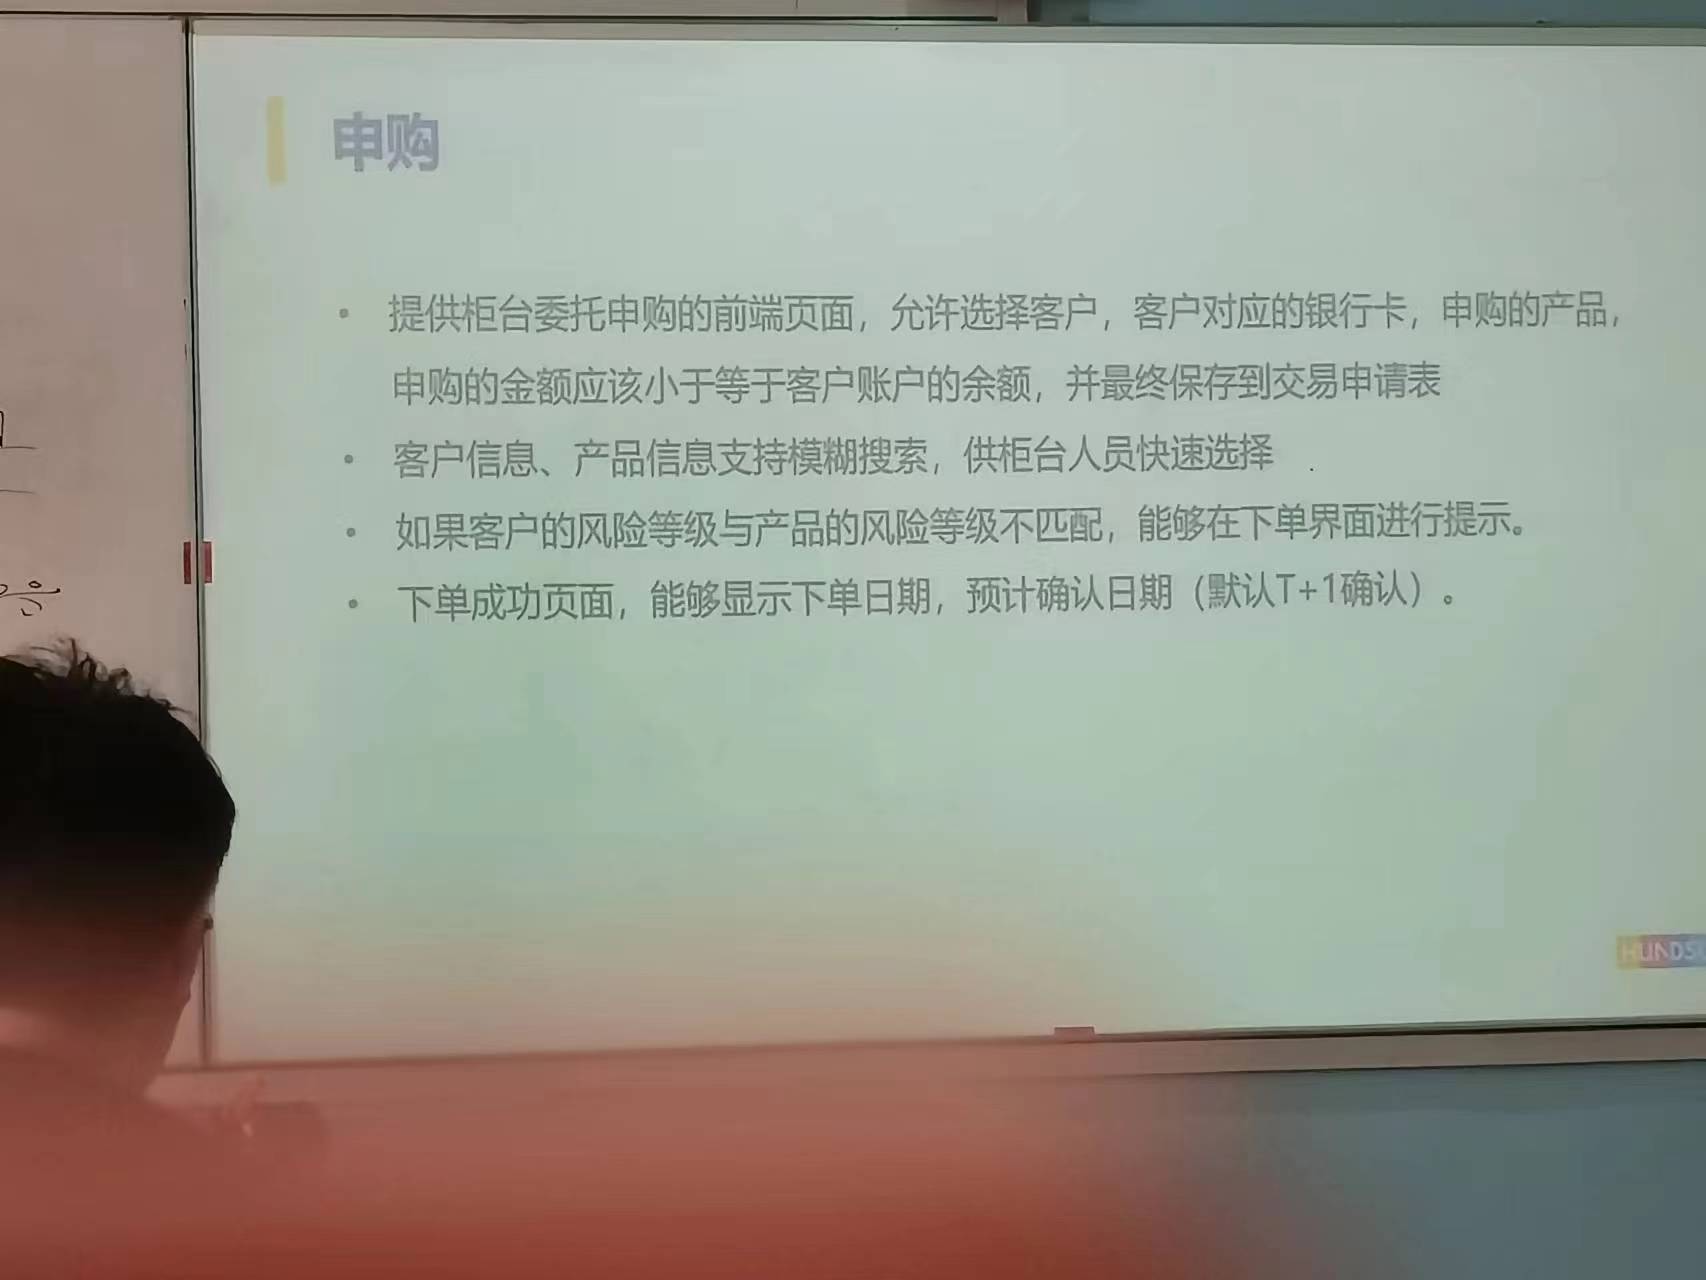 申购
• 提供柜台委托申购的前端页面，允许选择客户，客户对应的银行卡，申购的产品，
申购的金额应该小于等于客户账户的余额，并最终保存到交易申请表
• 客户信息、产品信息支持模糊搜索，供柜台人员快速选择
• 如果客户的风险等级与产品的风险等级不匹配，能够在下单界面进行提示。
• 下单成功页面，能够显示下单日期，预计确认日期（默认T+1确认）。
HUNDS